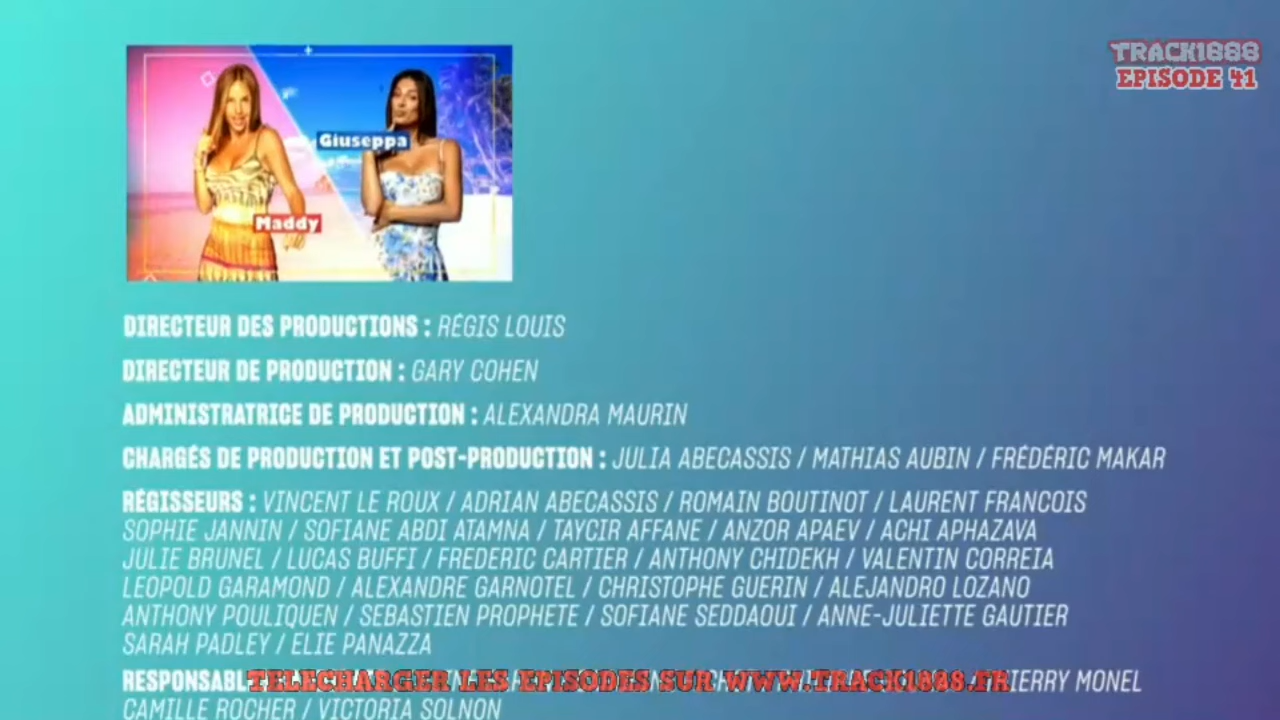 TRACK1888
EPISODE 41
Giuseppa
Maddy
DIRECTEUR DES PRODUCTIONS : RÉGIS LOUIS
DIRECTEUR DE PRODUCTION : GARY COHEN
ADMINISTRATRICE DE PRODUCTION : ALEXANDRA MAURIN
CHARGÉS DE PRODUCTION ET POST-PRODUCTION : JULIA ABECASSIS / MATHIAS AUBIN / FRÉDÉRIC MAKAR
RÉGISSEURS : VINCENT LE ROUX / ADRIAN ABECASSIS / ROMAIN BOUTINOT / LAURENT FRANCOIS
SOPHIE JANNIN / SOFIANE ABDI ATAMNA / TAYCIR AFFANE / ANZOR APAEV / ACHI APHAZAVA
JULIE BRUNEL / LUCAS BUFFI / FREDERIC CARTIER / ANTHONY CHIDEKH / VALENTIN CORREIA
LEOPOLD GARAMOND / ALEXANDRE GARNOTEL / CHRISTOPHE GUERIN / ALEJANDRO LOZANO
ANTHONY POULIQUEN / SEBASTIEN PROPHETE / SOFIANE SEDDAOUI / ANNE-JULIETTE GAUTIER
SARAH PADLEY / ELIE PANAZZA
MONEL
TELECHARGER LES EPISODES SUR WWW.TRACK1888.FR
CAMILLE ROCHER / VICTORIA SOLNON